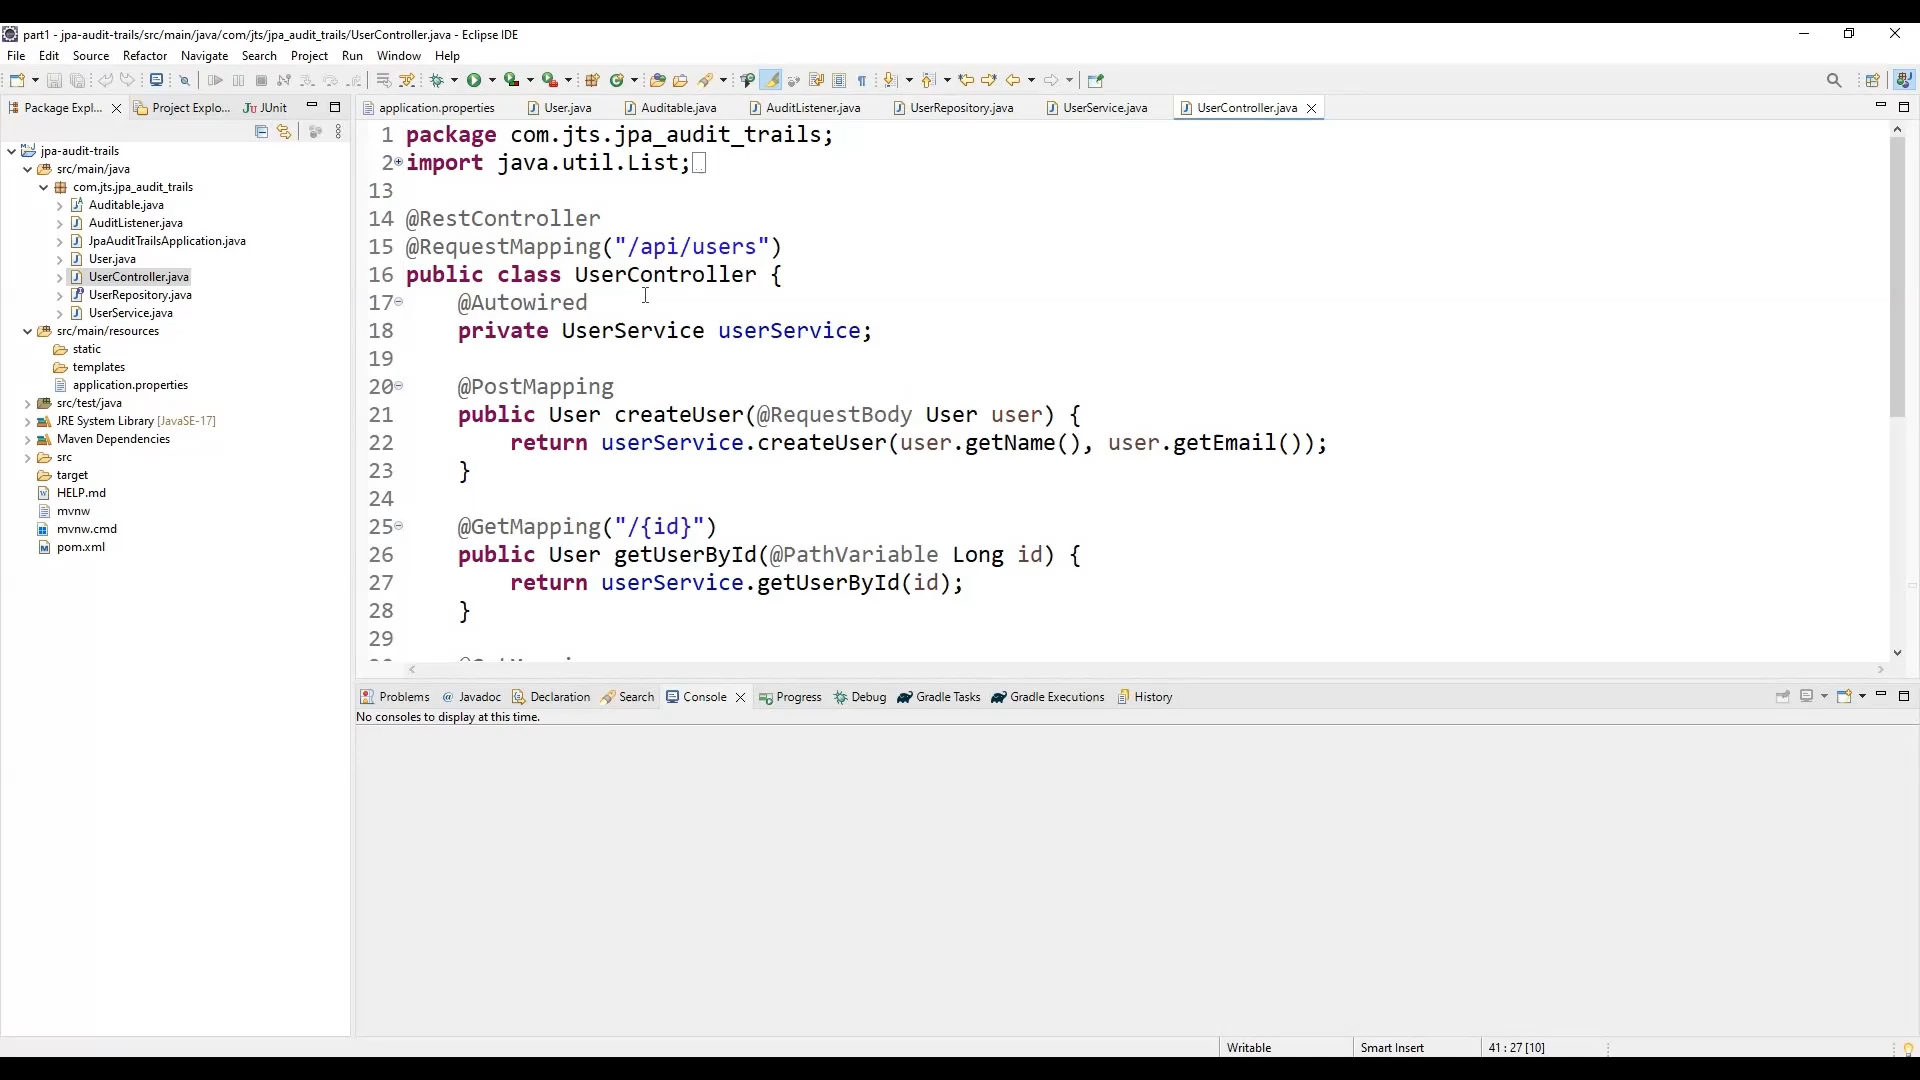 part1 - jpa-audit-trails/src/main/java/com/jts/jpa_audit_trails/UserController.java - Eclipse IDE
File Edit Source Refactor Navigate Search Project Run Window Help
Package Expl... Project Explo... JUnit
jpa-audit-trails
src/main/java
com.jts.jpa_audit_trails
Auditable.java
AuditListener.java
JpaAuditTrailsApplication.java
User.java
UserController.java
UserRepository.java
UserService.java
src/main/resources
static
templates
application.properties
src/test/java
JRE System Library [JavaSE-17]
Maven Dependencies
src
target
HELP.md
mvnw
mvnw.cmd
pom.xml
application.properties User.java Auditable.java AuditListener.java UserRepository.java UserService.java UserController.java
1 package com.jts.jpa_audit_trails;
2 import java.util.List;
13
14 @RestController
15 @RequestMapping("/api/users")
16 public class UserController {
17 @Autowired
18 private UserService userService;
19
20 @PostMapping
21 public User createUser(@RequestBody User user) {
22 return userService.createUser(user.getName(), user.getEmail());
23 }
24
25 @GetMapping("/{id}")
26 public User getUserById(@PathVariable Long id) {
27 return userService.getUserById(id);
28 }
29
Problems Javadoc Declaration Search Console Progress Debug Gradle Tasks Gradle Executions History
No consoles to display at this time.
Writable Smart Insert 41 : 27 [10]